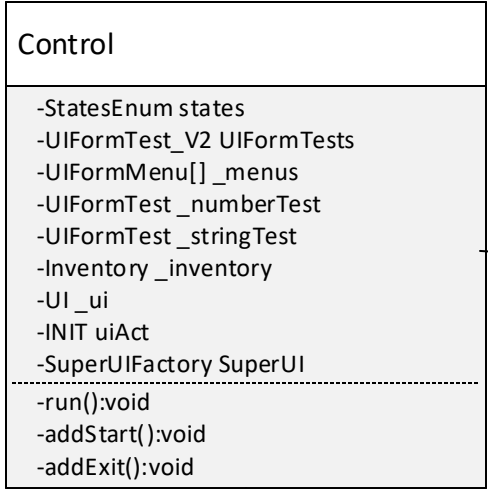 Control
-StatesEnum states
-UIFormTest_V2 UIFormTests
-UIFormMenu[] _menus
-UIFormTest _numberTest
-UIFormTest _stringTest
-Inventory _inventory
-UI _ui
-INIT uiAct
-SuperUIFactory SuperUI
-run():void
-addStart():void
-addExit():void